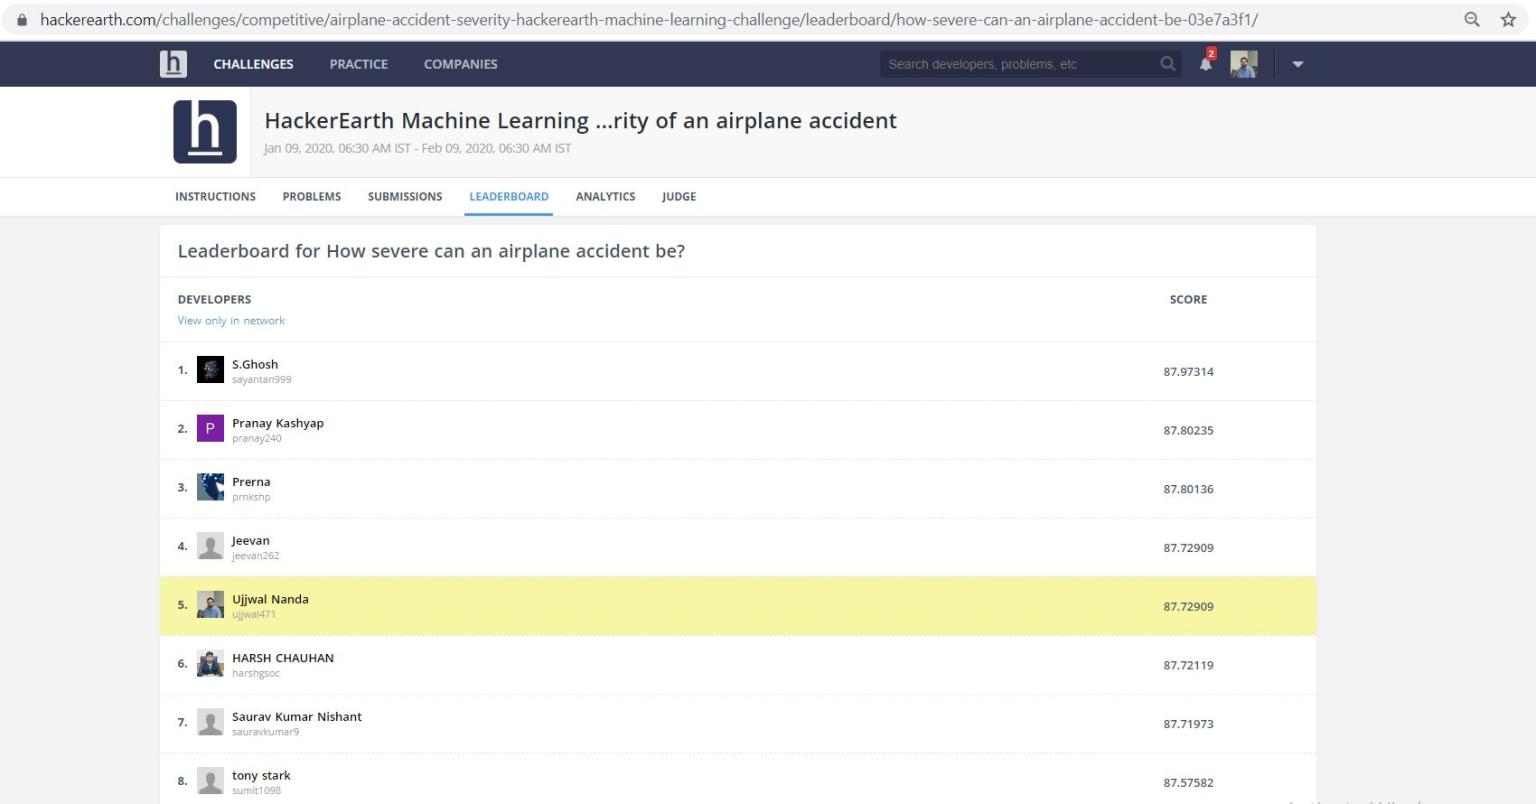 hackerearth.com/challenges/competitive/airplane-accident-severity-hackerearth-machine-learning-challenge/leaderboard/how-severe-can-an-airplane-accident-be-03e7a3f1/
h CHALLENGES PRACTICE COMPANIES Search developers, problems, etc 2
h
HackerEarth Machine Learning ...rity of an airplane accident
Jan 09, 2020, 06:30 AM IST - Feb 09, 2020, 06:30 AM IST
INSTRUCTIONS PROBLEMS SUBMISSIONS LEADERBOARD ANALYTICS JUDGE
Leaderboard for How severe can an airplane accident be?
DEVELOPERS SCORE
View only in network
1. S.Ghosh 87.97314
sayantan999
2. P Pranay Kashyap 87.80235
pranay240
3. Prerna 87.80136
prnkshp
4. Jeevan 87.72909
jeevan262
5. Ujjwal Nanda 87.72909
ujjwal471
6. HARSH CHAUHAN 87.72119
harshgsoc
7. Saurav Kumar Nishant 87.71973
sauravkumar9
8. tony stark 87.57582
sumit1098